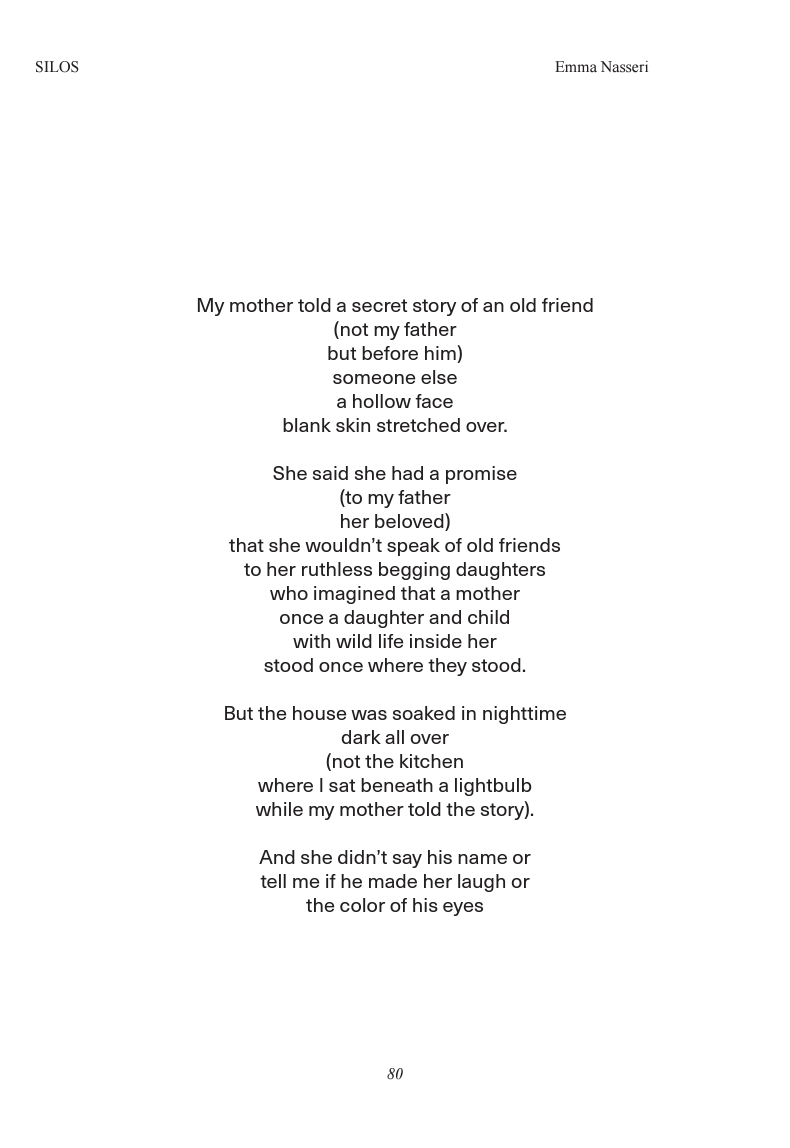 SILOS
Emma Nasseri
My mother told a secret story of an old friend
(not my father
but before him)
someone else
a hollow face
blank skin stretched over.
She said she had a promise
(to my father
her beloved)
that she wouldn’t speak of old friends
to her ruthless begging daughters
who imagined that a mother
once a daughter and child
with wild life inside her
stood once where they stood.
But the house was soaked in nighttime
dark all over
(not the kitchen
where I sat beneath a lightbulb
while my mother told the story).
And she didn’t say his name or
tell me if he made her laugh or
the color of his eyes
80